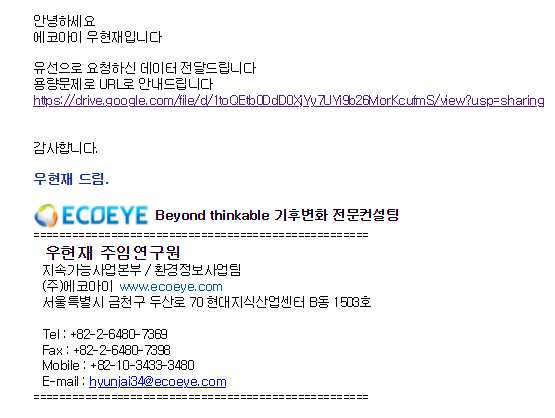 안녕하세요
에코아이 우현재입니다
유선으로 요청하신 데이터 전달드립니다
용량문제로 URL로 안내드립니다
https://drive.google.com/file/d/1toQEtb0DdD0XjYv7UYi9b26MorKcufmS/view?usp=sharing
감사합니다.
우현재 드림.
ECOEYE Beyond thinkable 기후변화 전문컨설팅
====================================================
우현재 주임연구원
지속가능사업본부 / 환경정보사업팀
(주)에코아이 www.ecoeye.com
서울특별시 금천구 두산로 70 현대지식산업센터 B동 1503호
Tel : +82-2-6480-7369
Fax : +82-2-6480-7398
Mobile : +82-10-3433-3480
E-mail : hyunjai34@ecoeye.com
====================================================